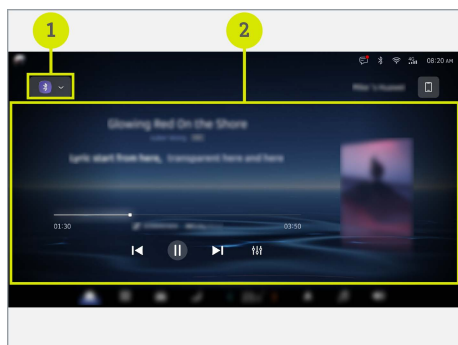 1
2
4G
08:20 AM
Glowing Red On the Shore
Lyric start from here, transparent here and here
01:30
03:50